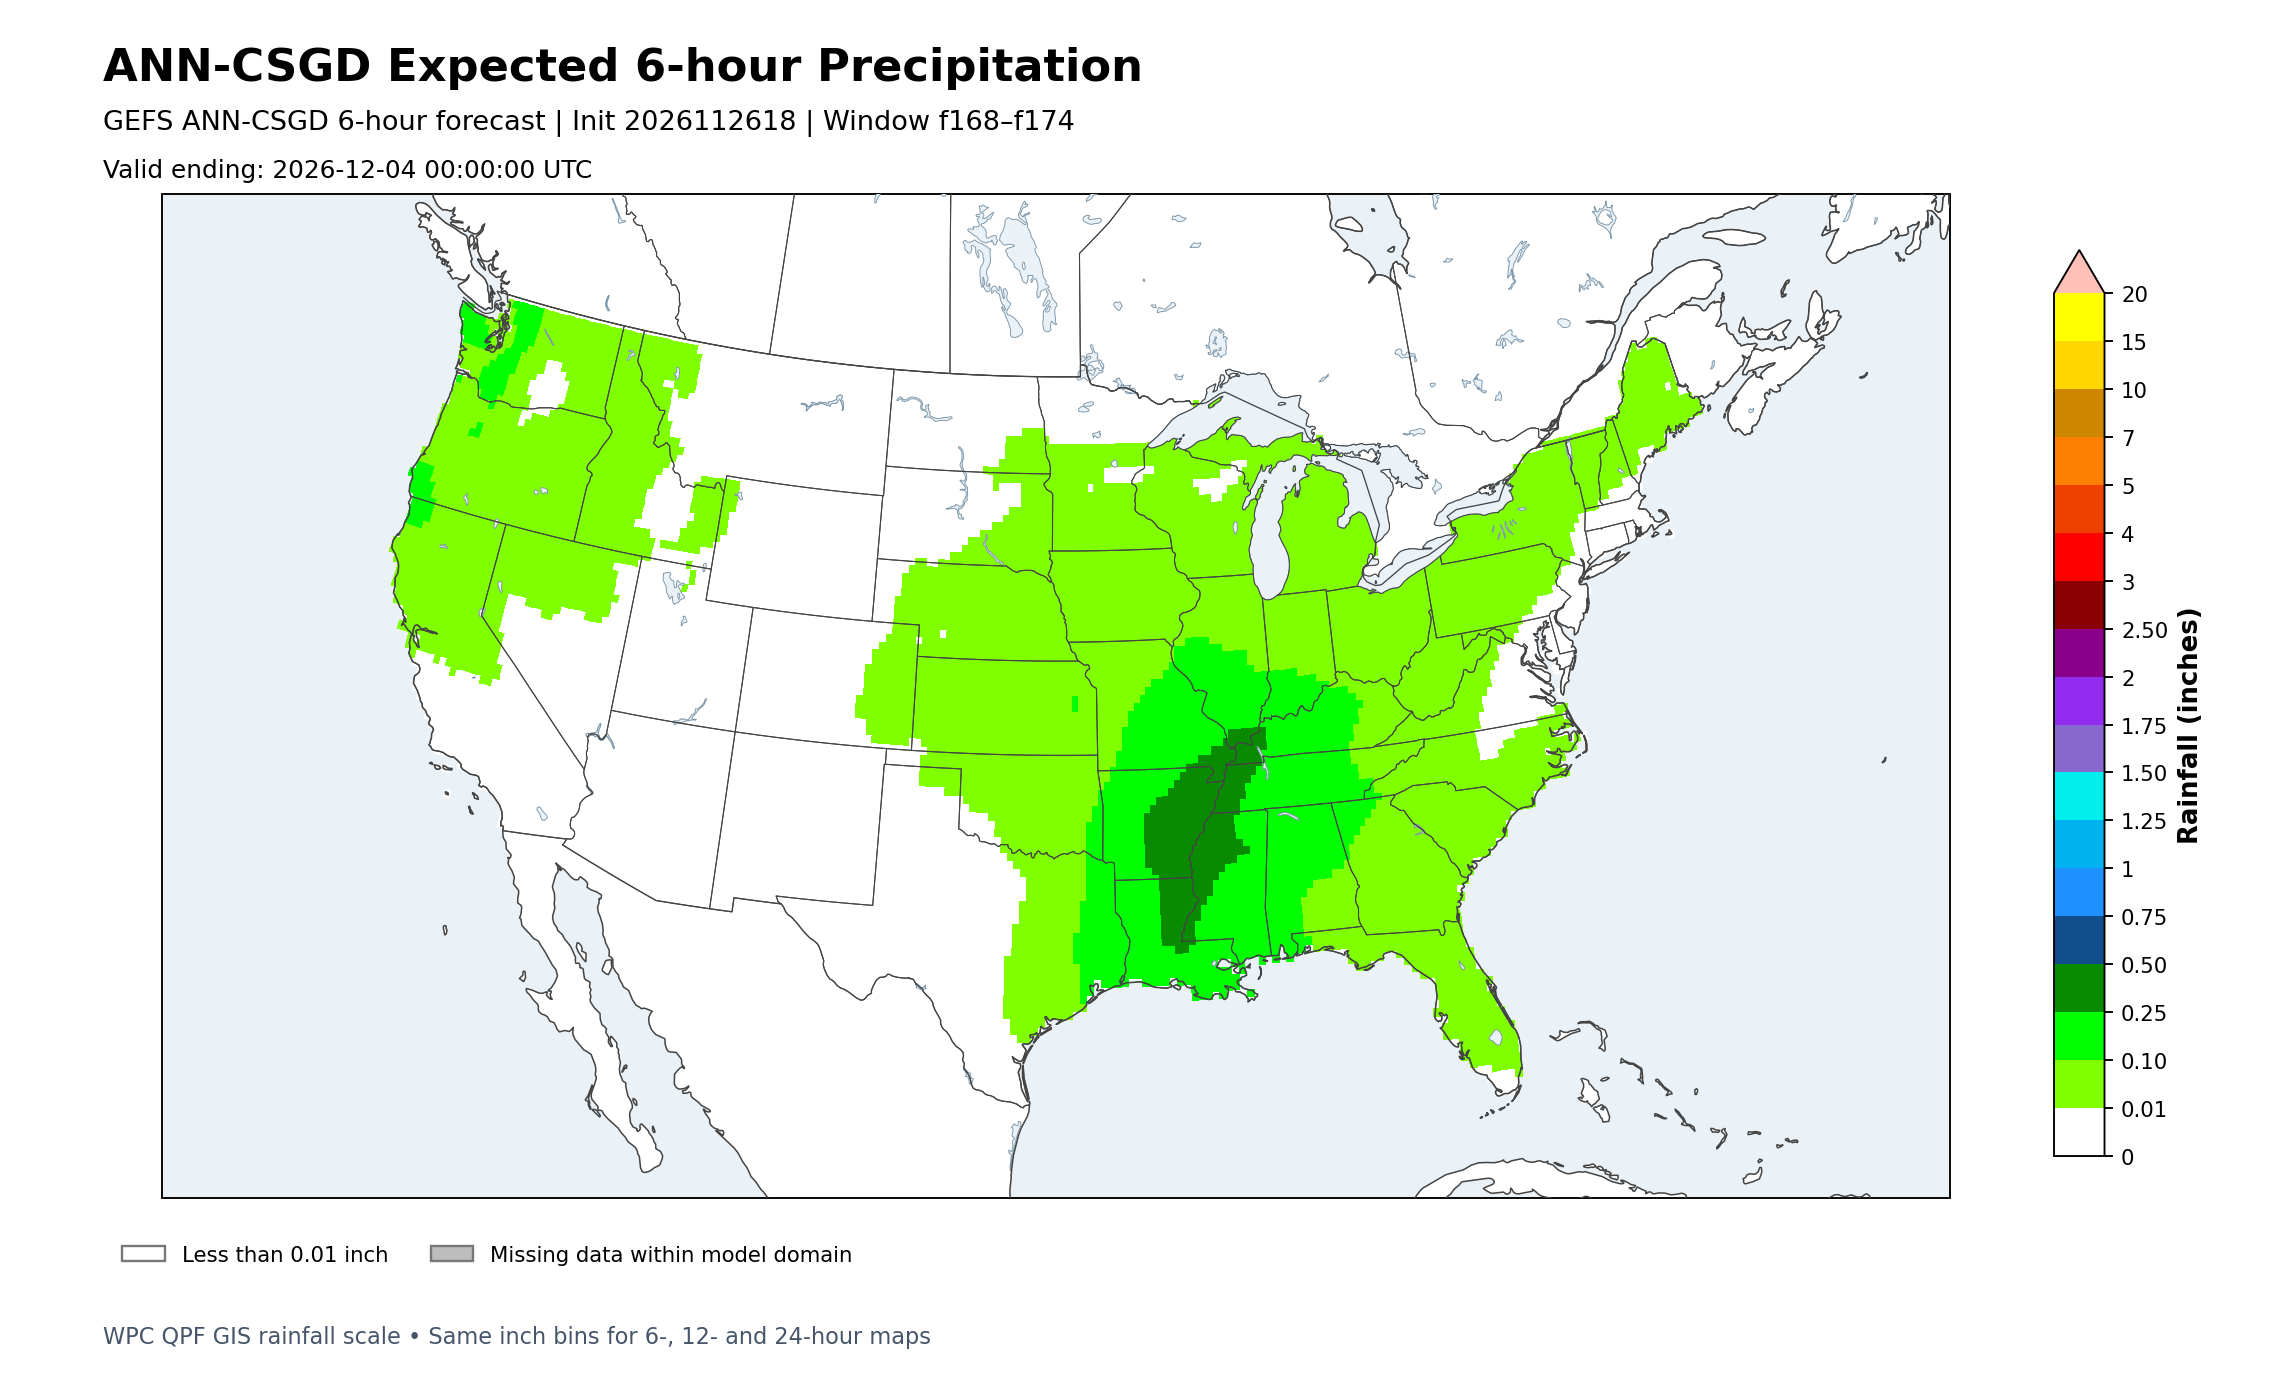 ANN-CSGD Expected 6-hour Precipitation
GEFS ANN-CSGD 6-hour forecast | Init 2026112618 | Window f168–f174
Valid ending: 2026-12-04 00:00:00 UTC
20
15
10
7
5
4
3
2.50
2
1.75
1.50
1.25
1
0.75
0.50
0.25
0.10
0.01
0
Rainfall (inches)
Less than 0.01 inch
Missing data within model domain
WPC QPF GIS rainfall scale • Same inch bins for 6-, 12- and 24-hour maps